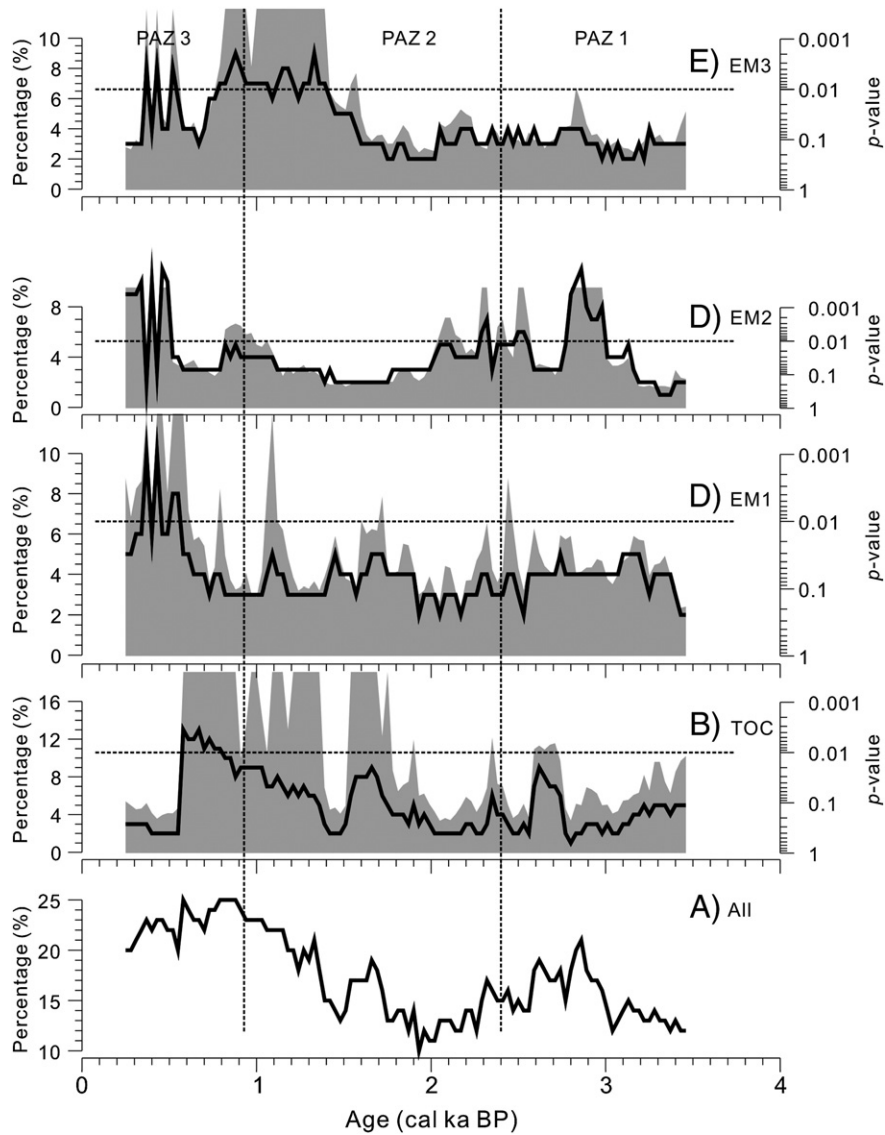 PAZ 3 PAZ 2 PAZ 1
E) EM3
Percentage (%)
10
8
6
4
2
0
0.001
0.01
0.1
1
p-value
D) EM2
Percentage (%)
8
4
0
0.001
0.01
0.1
1
p-value
D) EM1
Percentage (%)
10
8
6
4
2
0
0.001
0.01
0.1
1
p-value
B) TOC
Percentage (%)
16
12
8
4
0
0.001
0.01
0.1
1
p-value
A) All
Percentage (%)
25
20
15
10
0 1 2 3 4
Age (cal ka BP)